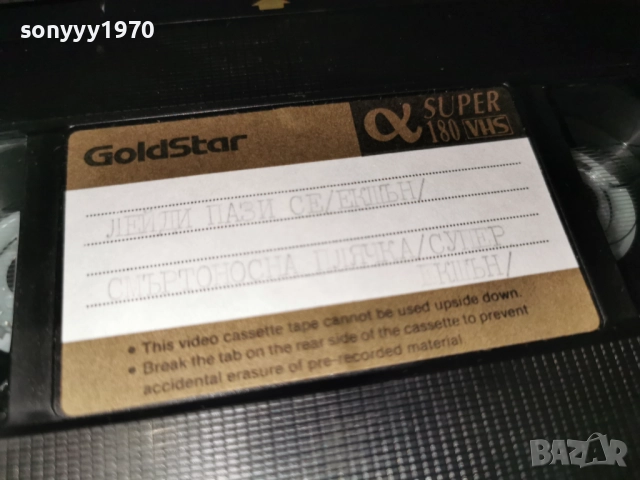 sonyyy1970
GoldStar
α SUPER
180 VHS
ЛЕЙЛИ ПАЗИ СЕ/ЕКШЪН/
СМЪРТОНОСНА ПЛЯЧКА/СУПЕР
ЕКШЪН/
• This video cassette tape cannot be used upside down.
• Break the tab on the rear side of the cassette to prevent
accidental erasure of pre-recorded material
BAZAR